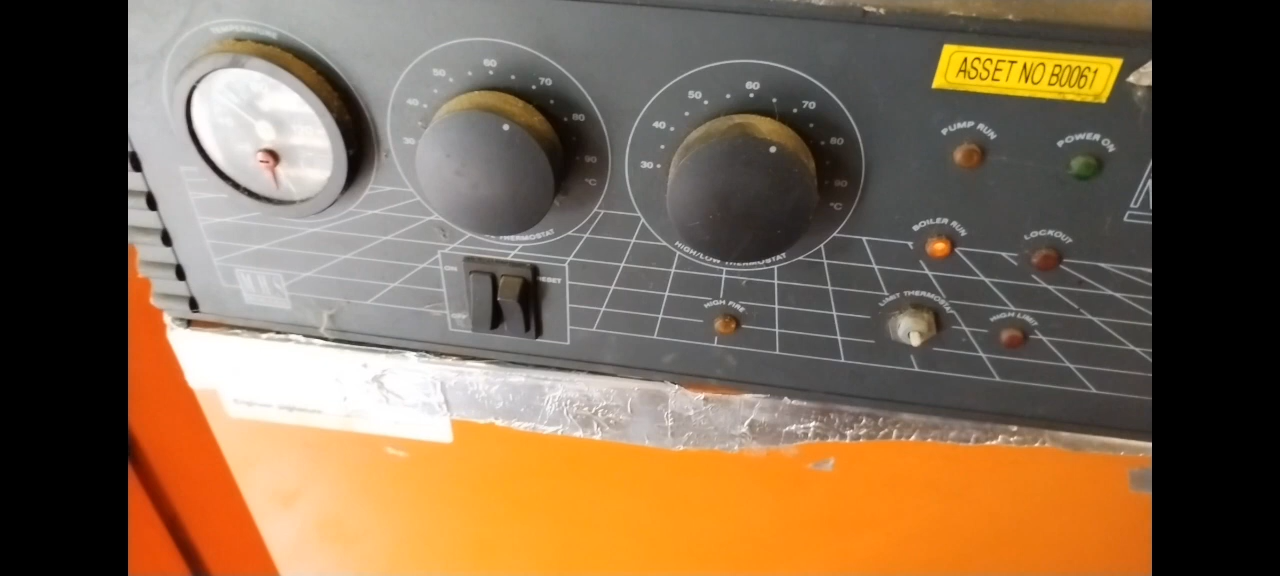 TEMPERATURE
30 40 50 60 70 80 90 °C
THERMOSTAT
30 40 50 60 70 80 90 °C
HIGH/LOW THERMOSTAT
ASSET NO B0061
PUMP RUN
POWER ON
BOILER RUN
LOCKOUT
ON
RESET
HIGH FIRE
LIMIT THERMOSTAT
HIGH LIMIT